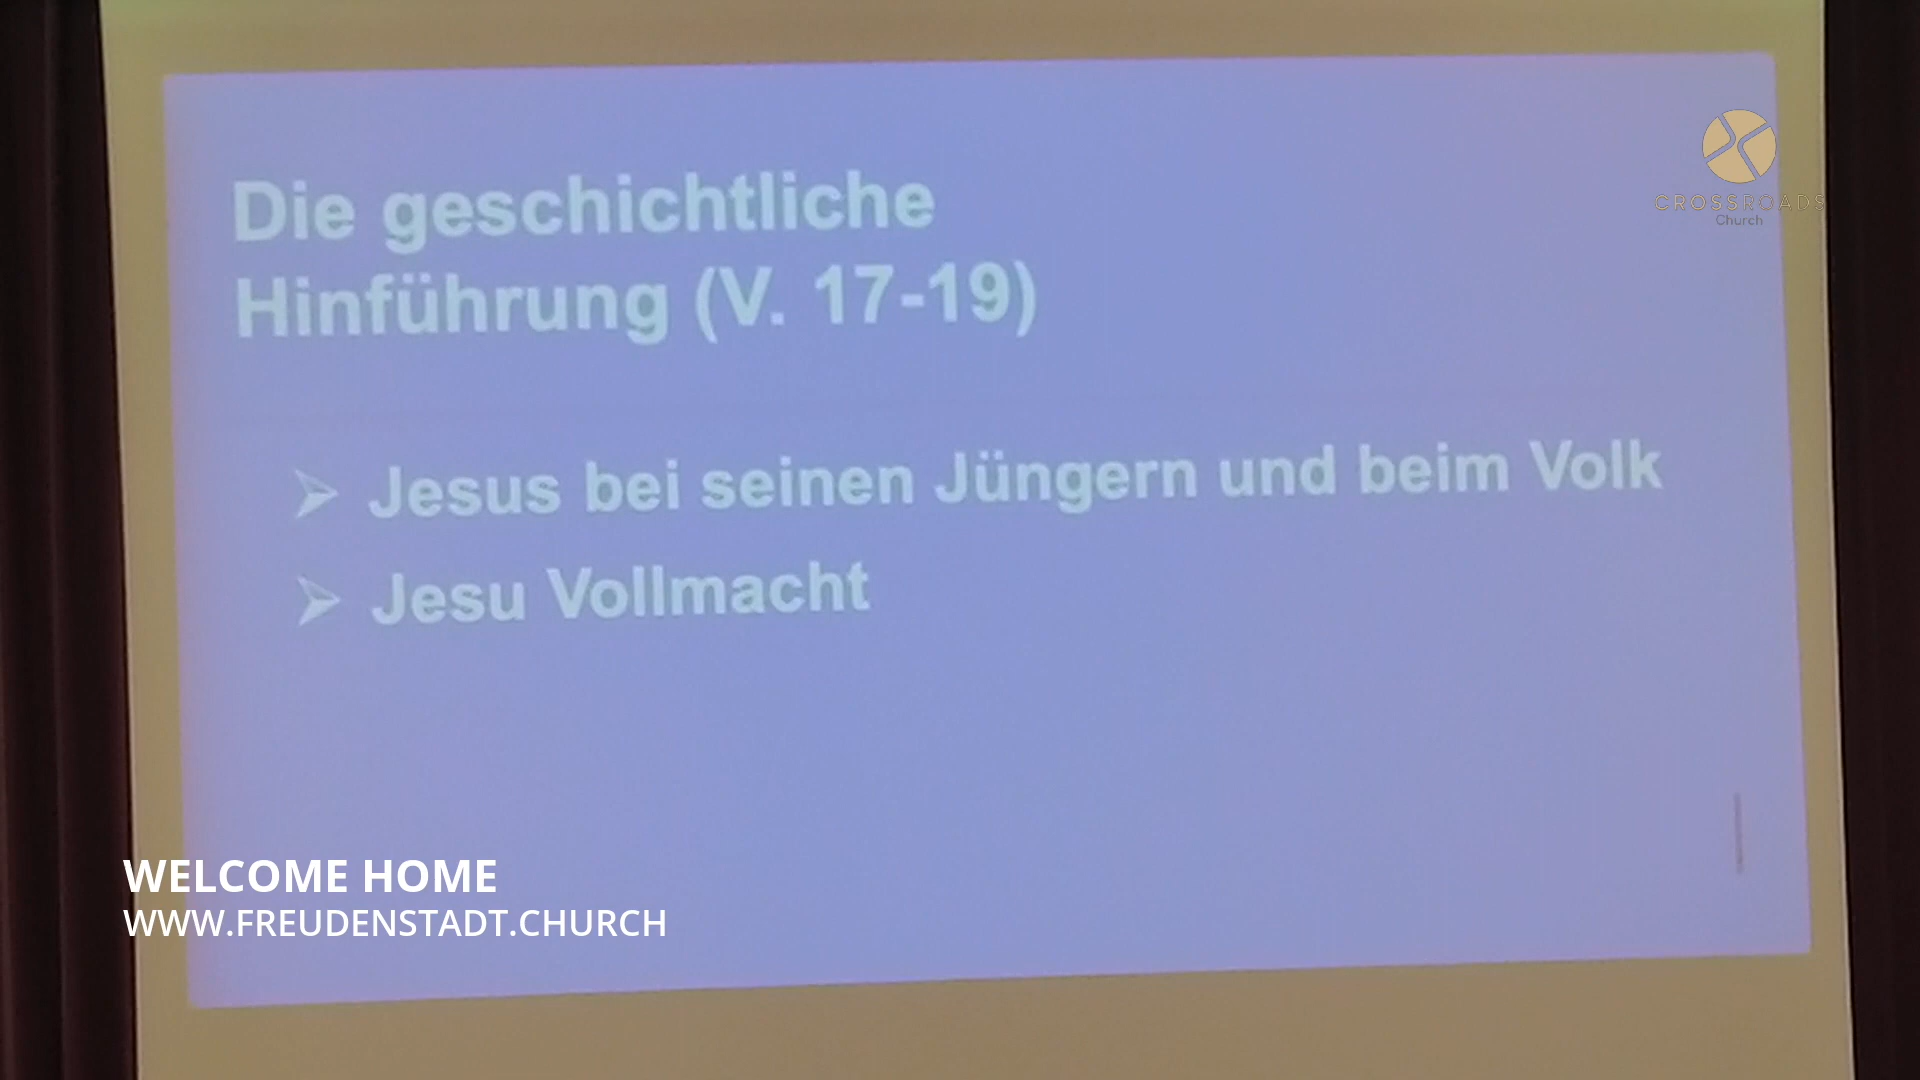 Die geschichtliche
Hinführung (V. 17-19)
➢ Jesus bei seinen Jüngern und beim Volk
➢ Jesu Vollmacht
CROSSROADS
Church
WELCOME HOME
WWW.FREUDENSTADT.CHURCH